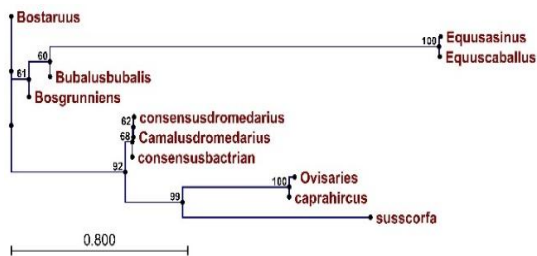 Bostaruus
100 Equusasinus
60
Equuscaballus
61
Bubalusbubalis
Bosgrunniens
62 consensusdromedarius
68 Camalusdromedarius
consensusbactrian
92
100 Ovisaries
99 caprahircus
susscorfa
0.800